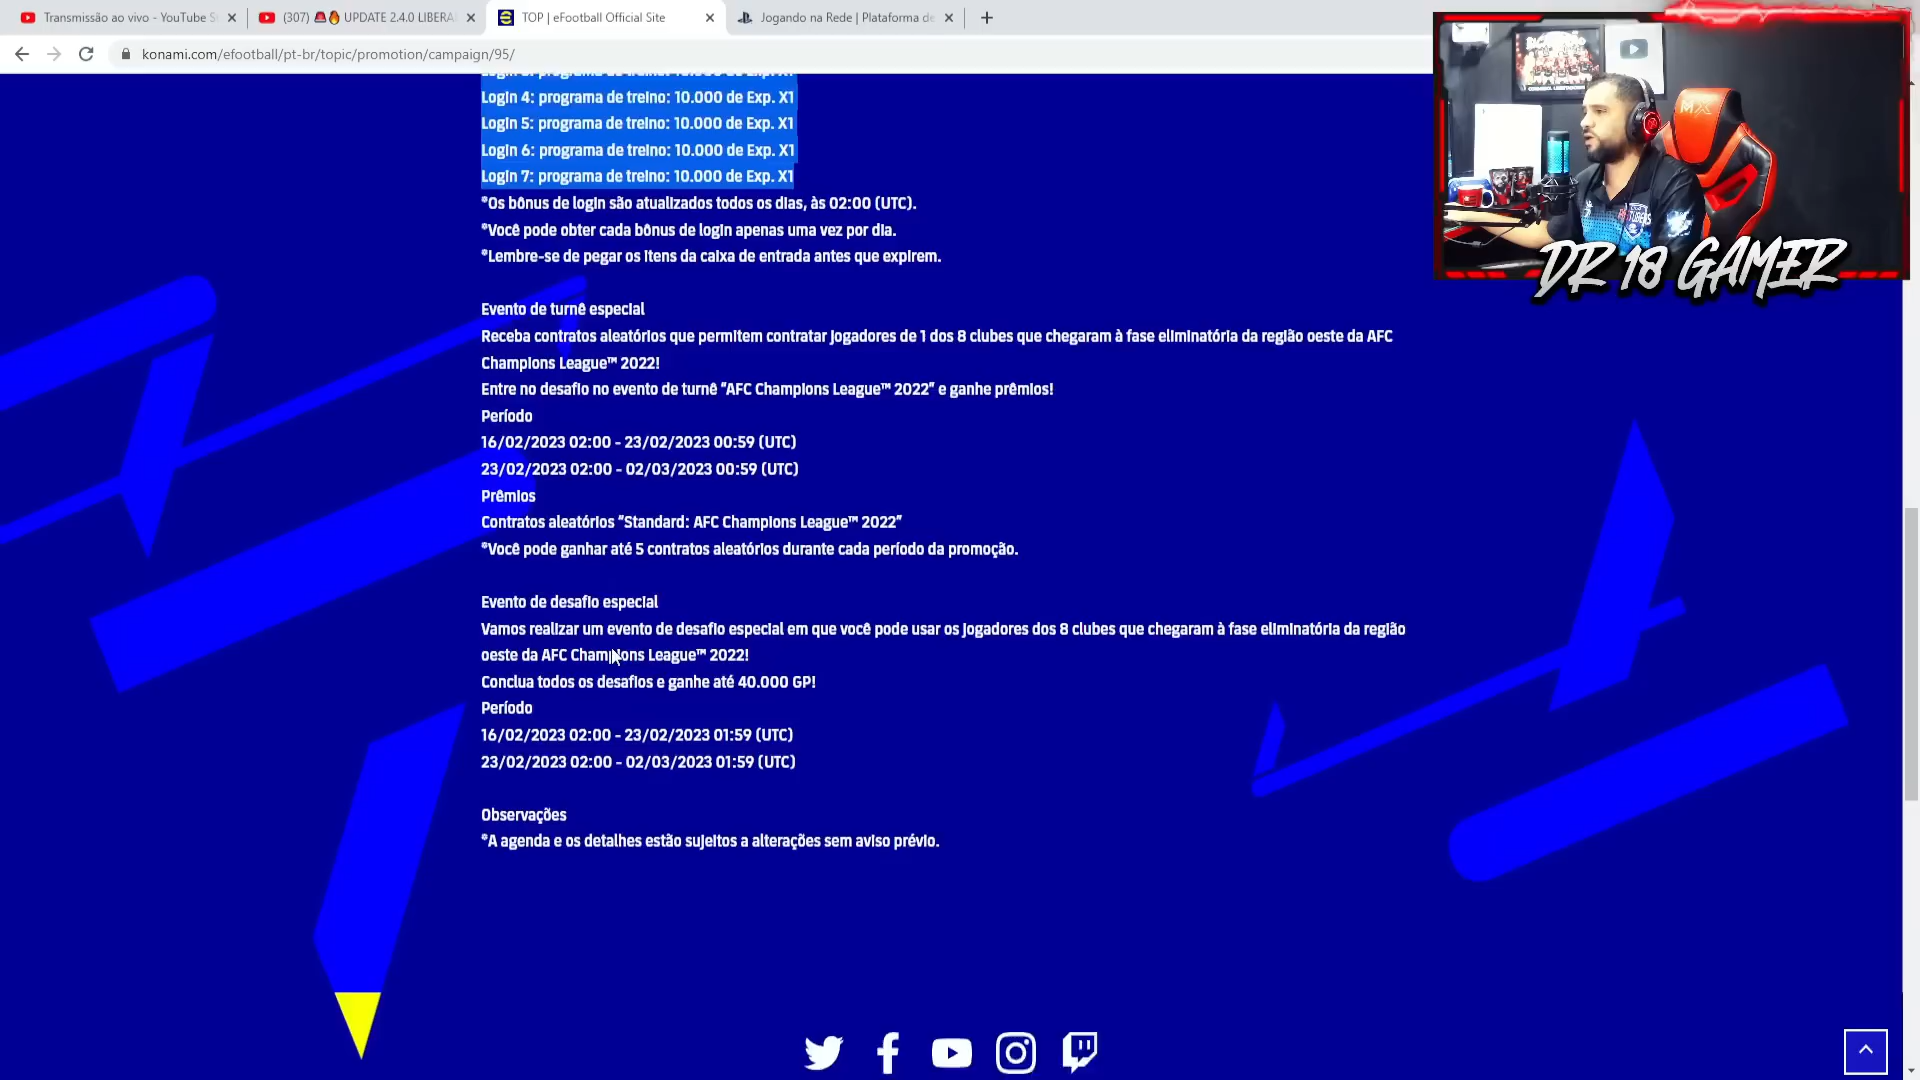 Transmissão ao vivo - YouTube S
(307) 🚨🔥 UPDATE 2.4.0 LIBERA
TOP | eFootball Official Site
Jogando na Rede | Plataforma de
konami.com/efootball/pt-br/topic/promotion/campaign/95/
Login 4: programa de treino: 10.000 de Exp. X1
Login 5: programa de treino: 10.000 de Exp. X1
Login 6: programa de treino: 10.000 de Exp. X1
Login 7: programa de treino: 10.000 de Exp. X1
*Os bônus de login são atualizados todos os dias, às 02:00 (UTC).
*Você pode obter cada bônus de login apenas uma vez por dia.
*Lembre-se de pegar os itens da caixa de entrada antes que expirem.
DR 18 GAMER
Evento de turnê especial
Receba contratos aleatórios que permitem contratar jogadores de 1 dos 8 clubes que chegaram à fase eliminatória da região oeste da AFC
Champions League™ 2022!
Entre no desafio no evento de turnê "AFC Champions League™ 2022" e ganhe prêmios!
Período
16/02/2023 02:00 - 23/02/2023 00:59 (UTC)
23/02/2023 02:00 - 02/03/2023 00:59 (UTC)
Prêmios
Contratos aleatórios "Standard: AFC Champions League™ 2022"
*Você pode ganhar até 5 contratos aleatórios durante cada período da promoção.
Evento de desafio especial
Vamos realizar um evento de desafio especial em que você pode usar os jogadores dos 8 clubes que chegaram à fase eliminatória da região
oeste da AFC Champions League™ 2022!
Conclua todos os desafios e ganhe até 40.000 GP!
Período
16/02/2023 02:00 - 23/02/2023 01:59 (UTC)
23/02/2023 02:00 - 02/03/2023 01:59 (UTC)
Observações
*A agenda e os detalhes estão sujeitos a alterações sem aviso prévio.